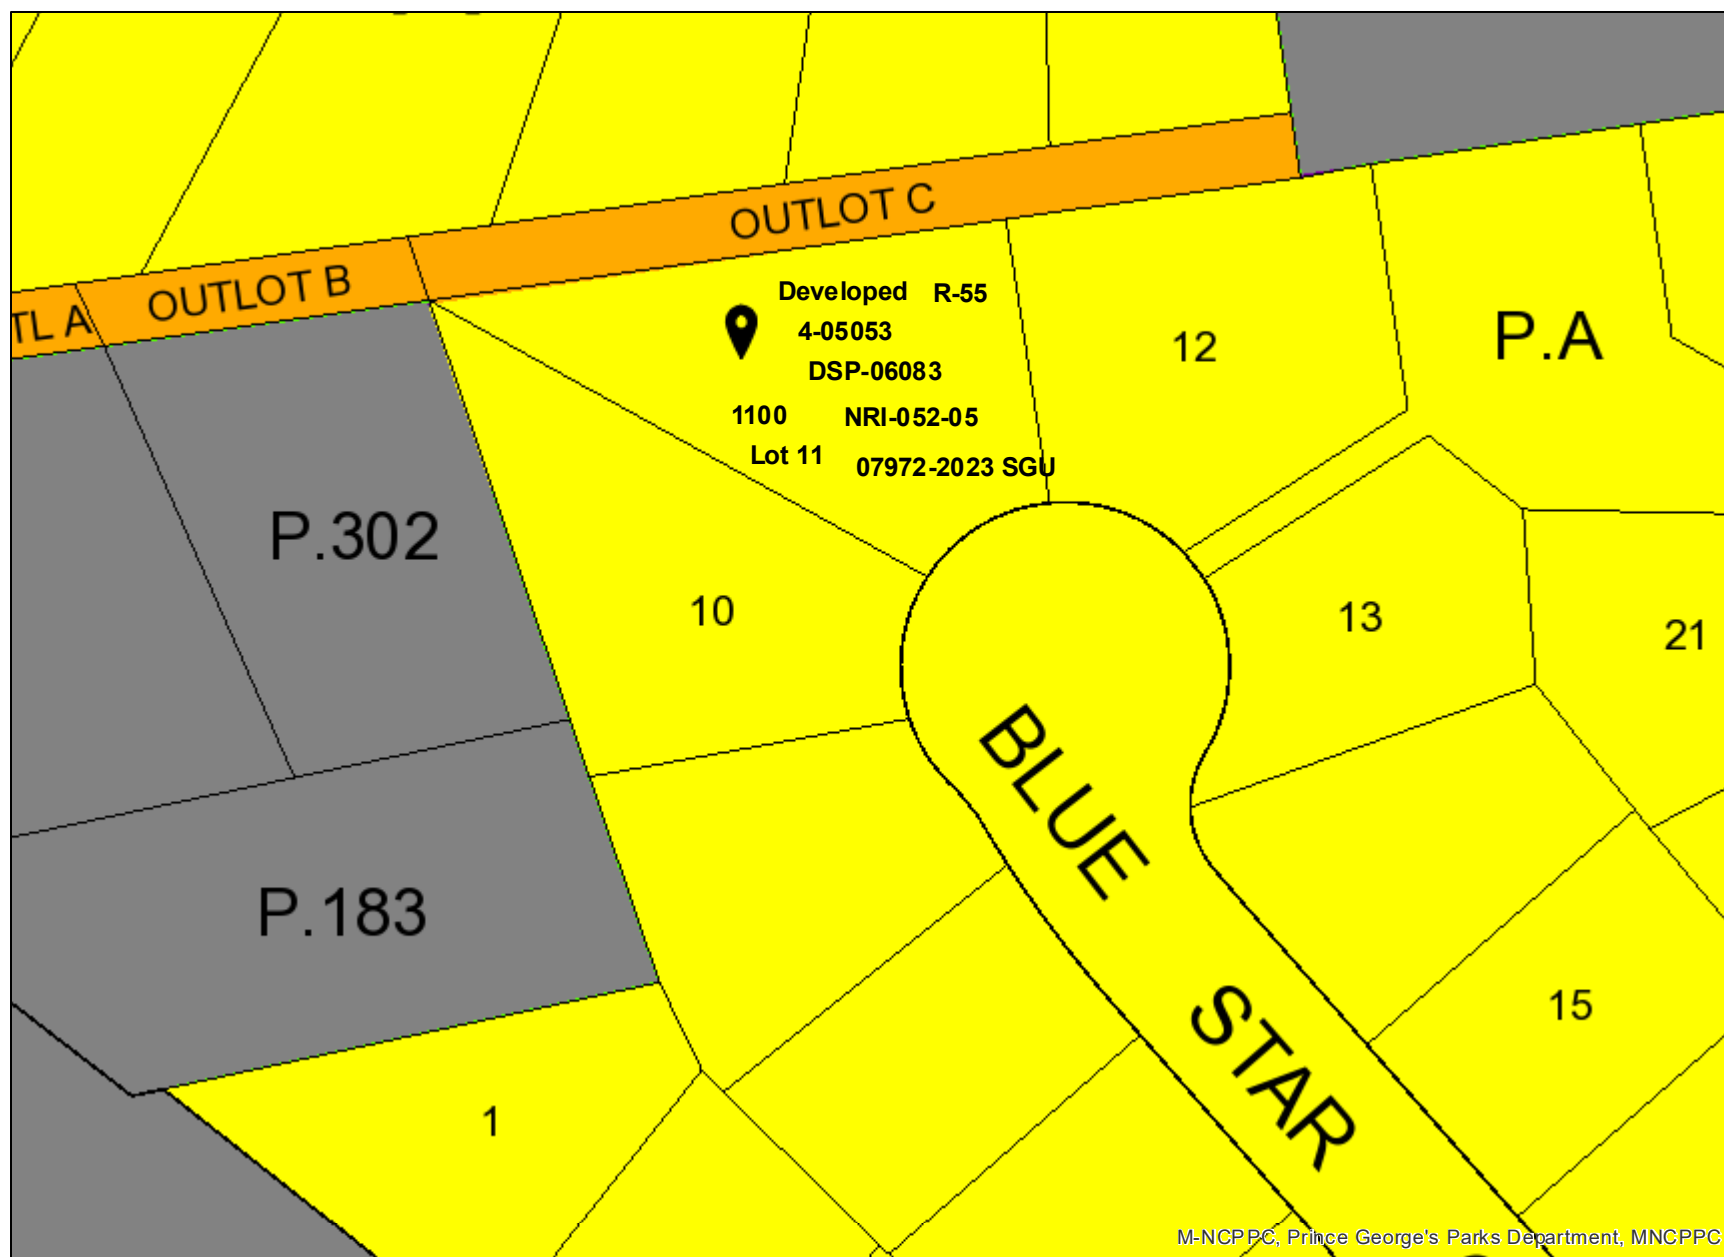 OUTLOT C
OUTLOT B
TL A
Developed R-55
4-05053
DSP-06083
1100 NRI-052-05
Lot 11 07972-2023 SGU
12
P.A
P.302
10
13
21
BLUE
STAR
P.183
15
1
M-NCPPC, Prince George's Parks Department, MNCPPC